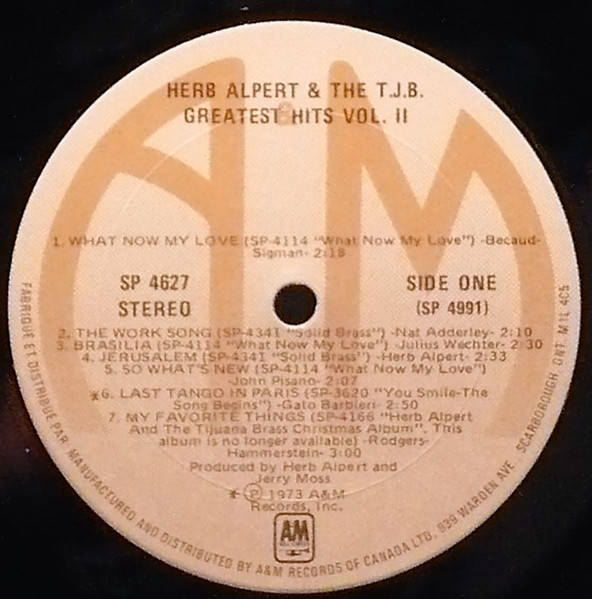 HERB ALPERT & THE T.J.B.
GREATEST HITS VOL. II
1. WHAT NOW MY LOVE (SP-4114 "What Now My Love") -Becaud-
Sigman- 2:18
SP 4627
STEREO
SIDE ONE
(SP 4991)
2. THE WORK SONG (SP-4341 "Solid Brass") -Nat Adderley- 2:10
3. BRASILIA (SP-4114 "What Now My Love") -Julius Wechter- 2:30
4. JERUSALEM (SP-4341 "Solid Brass") -Herb Alpert- 2:33
5. SO WHAT'S NEW (SP-4114 "What Now My Love")
-John Pisano- 2:07
*6. LAST TANGO IN PARIS (SP-3620 "You Smile-The
Song Begins") -Gato Barbieri- 2:50
7. MY FAVORITE THINGS (SP-4166 "Herb Alpert
And The Tijuana Brass Christmas Album". This
album is no longer available) -Rodgers-
Hammerstein- 3:00
Produced by Herb Alpert and
Jerry Moss
* ℗ 1973 A&M
Records, Inc.
AM
FABRIQUÉ ET DISTRIBUÉ PAR: MANUFACTURED AND DISTRIBUTED BY A&M RECORDS OF CANADA LTD, 939 WARDEN AVE. SCARBOROUGH, ONT. M1L 4C5
AM